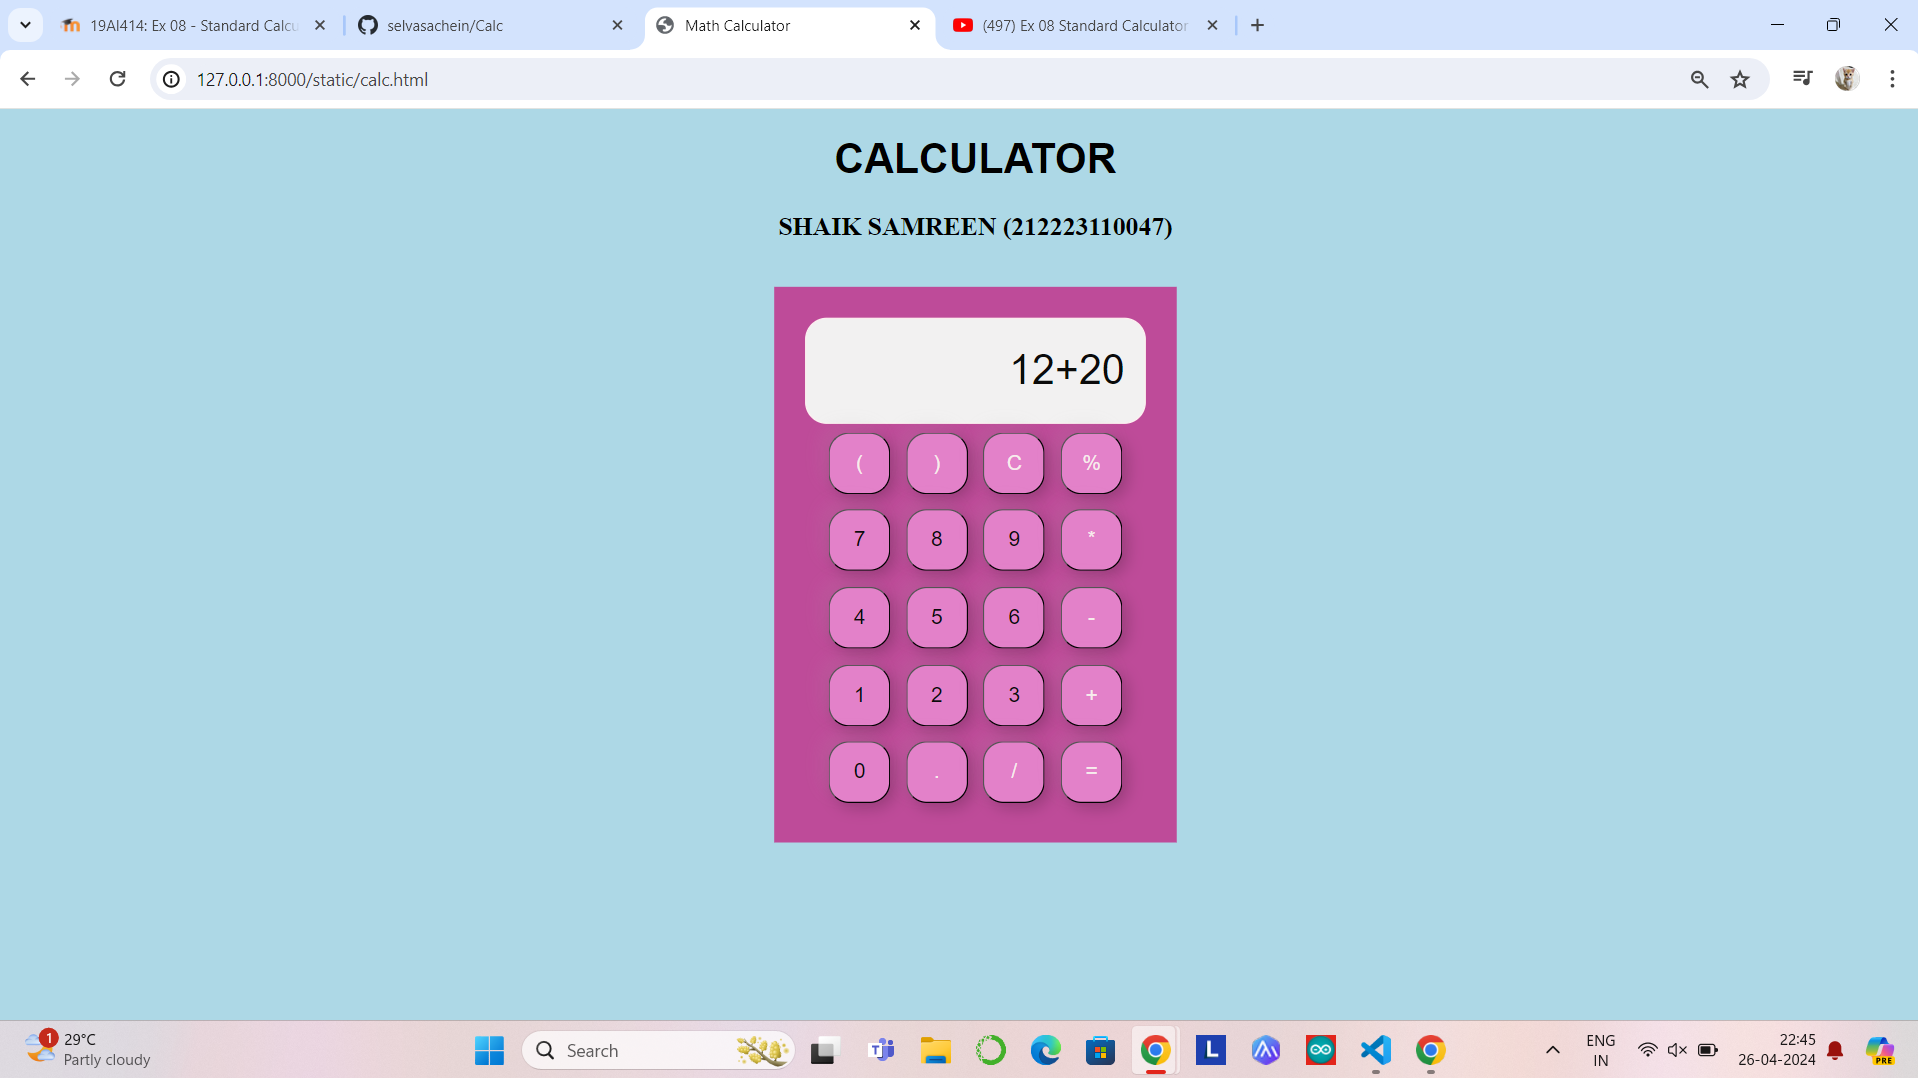 19AI414: Ex 08 - Standard Calcu
selvasachein/Calc
Math Calculator
(497) Ex 08 Standard Calculator
127.0.0.1:8000/static/calc.html
CALCULATOR
SHAIK SAMREEN (212223110047)
12+20
( ) C %
7 8 9 *
4 5 6 -
1 2 3 +
0 . / =
1
29°C
Partly cloudy
Search
L
ENG
IN
22:45
26-04-2024
PRE